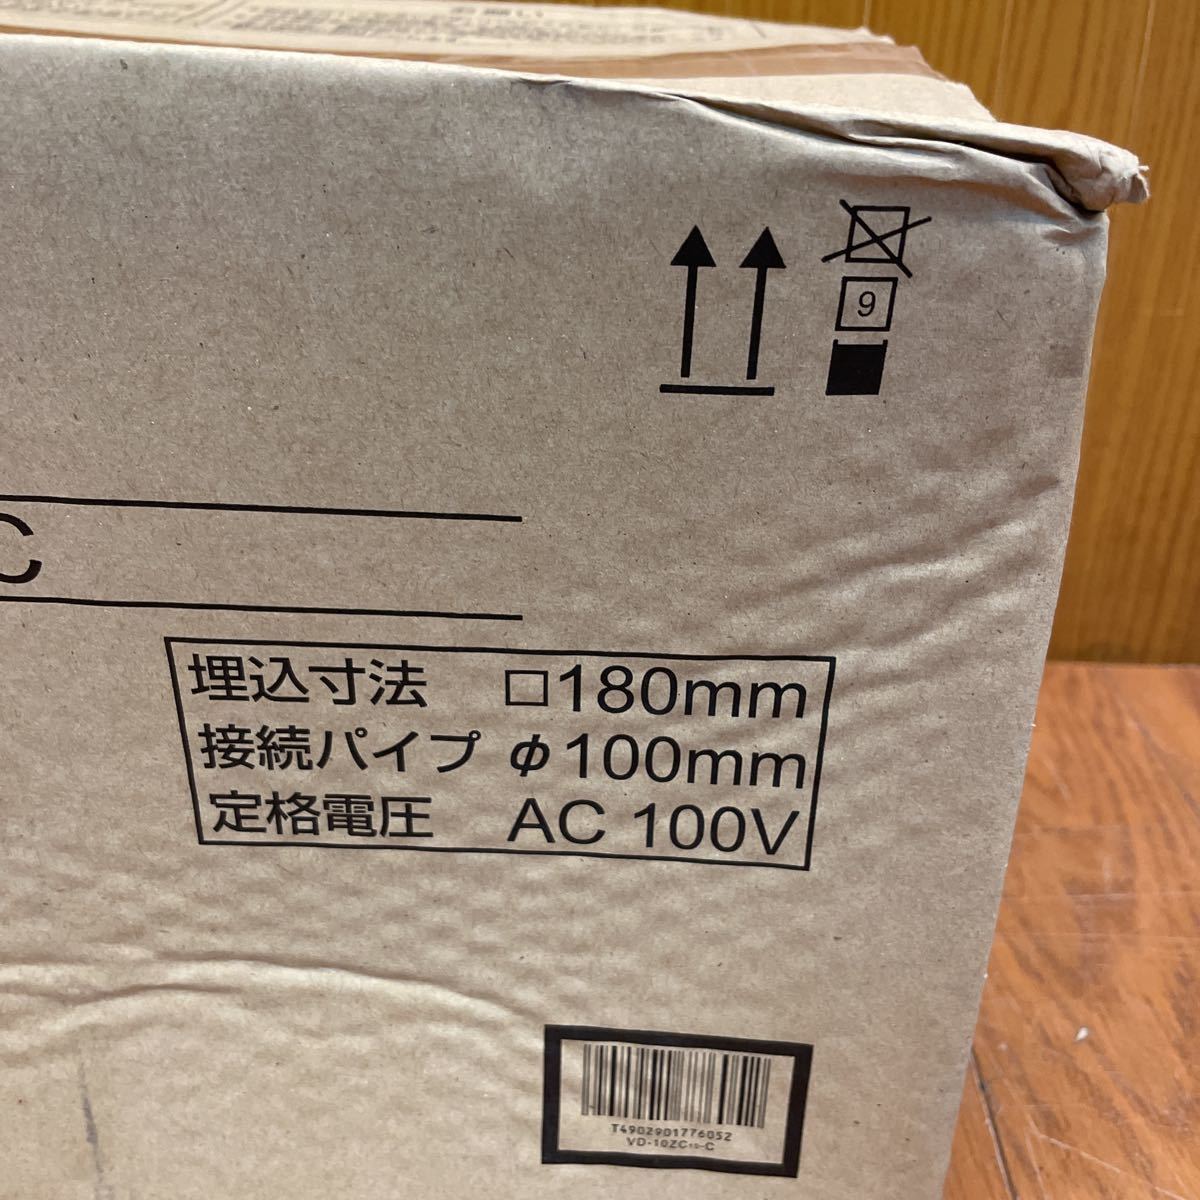 9
C
埋込寸法 □180mm
接続パイプ φ100mm
定格電圧 AC 100V
T4902901776052
VD-10ZC₁₀-C